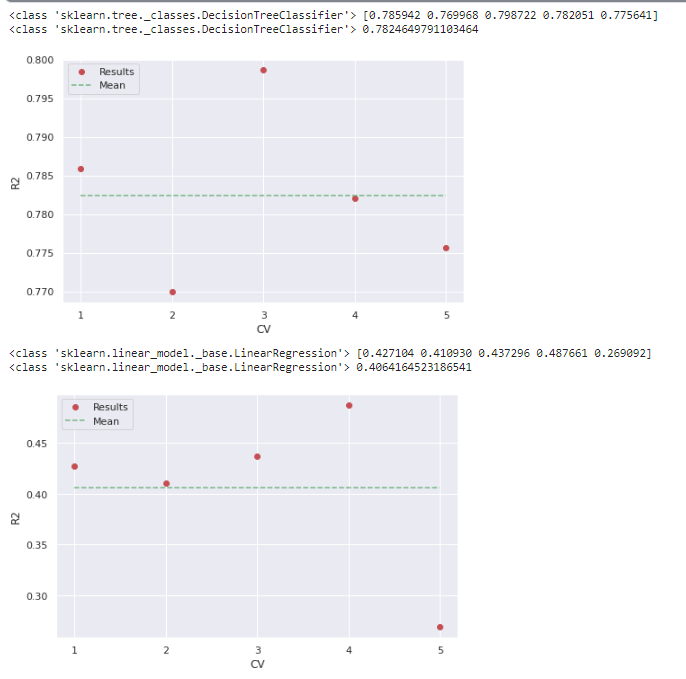 <class 'sklearn.tree._classes.DecisionTreeClassifier'> [0.785942 0.769968 0.798722 0.782051 0.775641]
<class 'sklearn.tree._classes.DecisionTreeClassifier'> 0.7824649791103464
0.800
Results
Mean
0.795
0.790
0.785
R2
0.780
0.775
0.770
1 2 3 4 5
CV
<class 'sklearn.linear_model._base.LinearRegression'> [0.427104 0.410930 0.437296 0.487661 0.269092]
<class 'sklearn.linear_model._base.LinearRegression'> 0.4064164523186541
Results
Mean
0.45
0.40
R2
0.35
0.30
1 2 3 4 5
CV